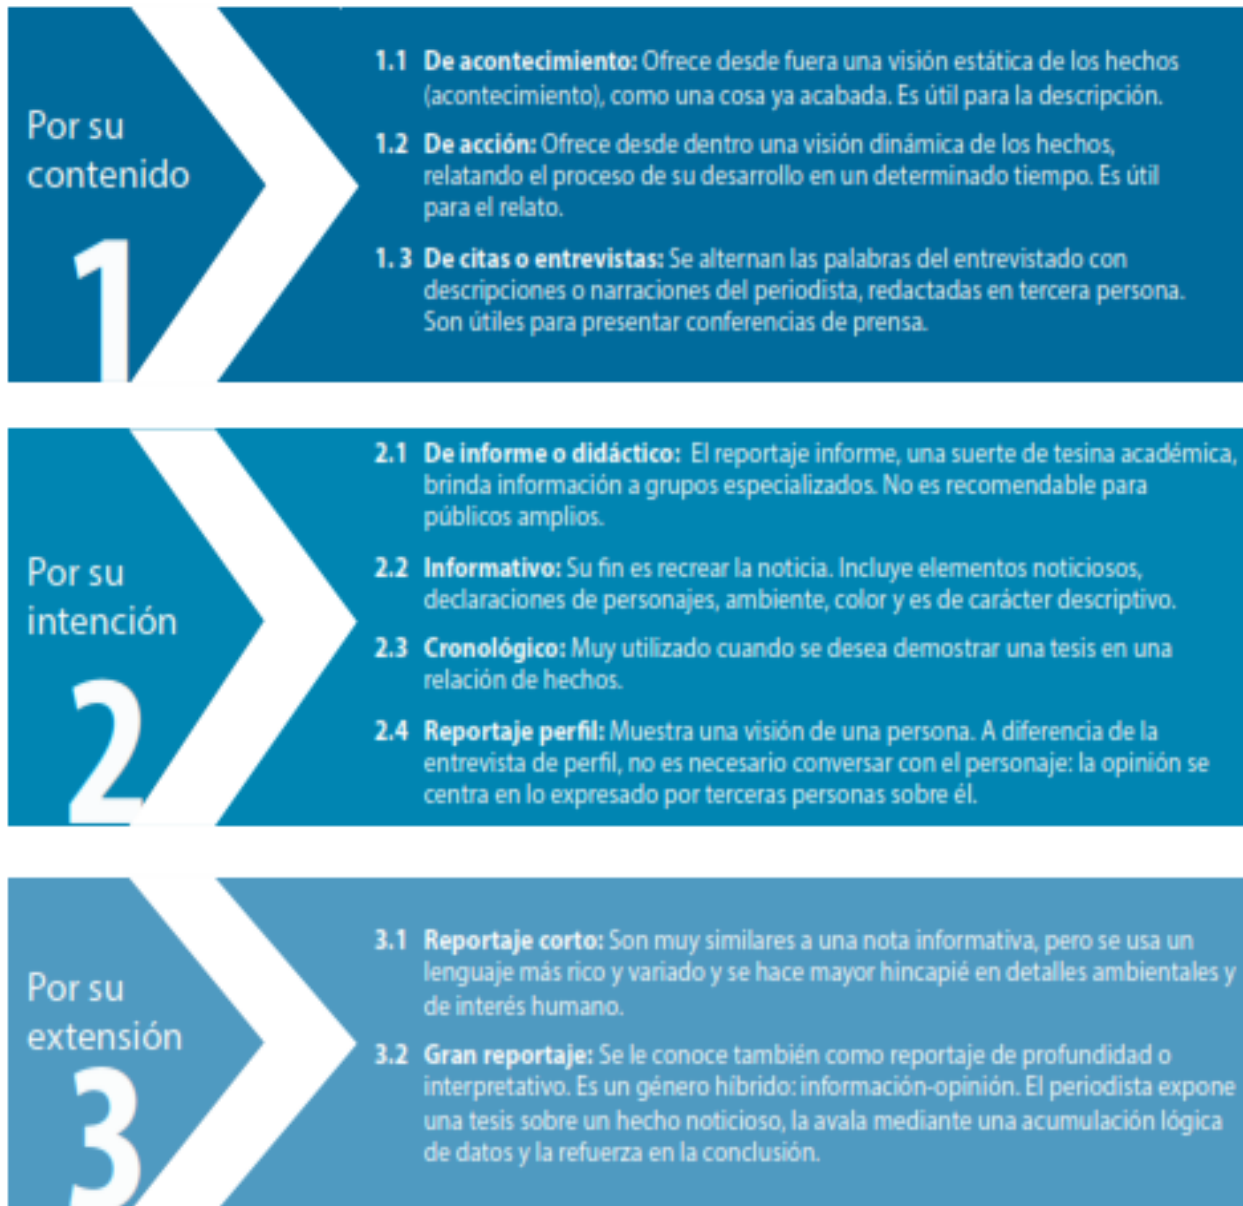 Por su
contenido
1
1.1 De acontecimiento: Ofrece desde fuera una visión estática de los hechos
(acontecimiento), como una cosa ya acabada. Es útil para la descripción.
1.2 De acción: Ofrece desde dentro una visión dinámica de los hechos,
relatando el proceso de su desarrollo en un determinado tiempo. Es útil
para el relato.
1. 3 De citas o entrevistas: Se alternan las palabras del entrevistado con
descripciones o narraciones del periodista, redactadas en tercera persona.
Son útiles para presentar conferencias de prensa.
Por su
intención
2
2.1 De informe o didáctico: El reportaje informe, una suerte de tesina académica,
brinda información a grupos especializados. No es recomendable para
públicos amplios.
2.2 Informativo: Su fin es recrear la noticia. Incluye elementos noticiosos,
declaraciones de personajes, ambiente, color y es de carácter descriptivo.
2.3 Cronológico: Muy utilizado cuando se desea demostrar una tesis en una
relación de hechos.
2.4 Reportaje perfil: Muestra una visión de una persona. A diferencia de la
entrevista de perfil, no es necesario conversar con el personaje: la opinión se
centra en lo expresado por terceras personas sobre él.
Por su
extensión
3
3.1 Reportaje corto: Son muy similares a una nota informativa, pero se usa un
lenguaje más rico y variado y se hace mayor hincapié en detalles ambientales y
de interés humano.
3.2 Gran reportaje: Se le conoce también como reportaje de profundidad o
interpretativo. Es un género híbrido: información-opinión. El periodista expone
una tesis sobre un hecho noticioso, la avala mediante una acumulación lógica
de datos y la refuerza en la conclusión.